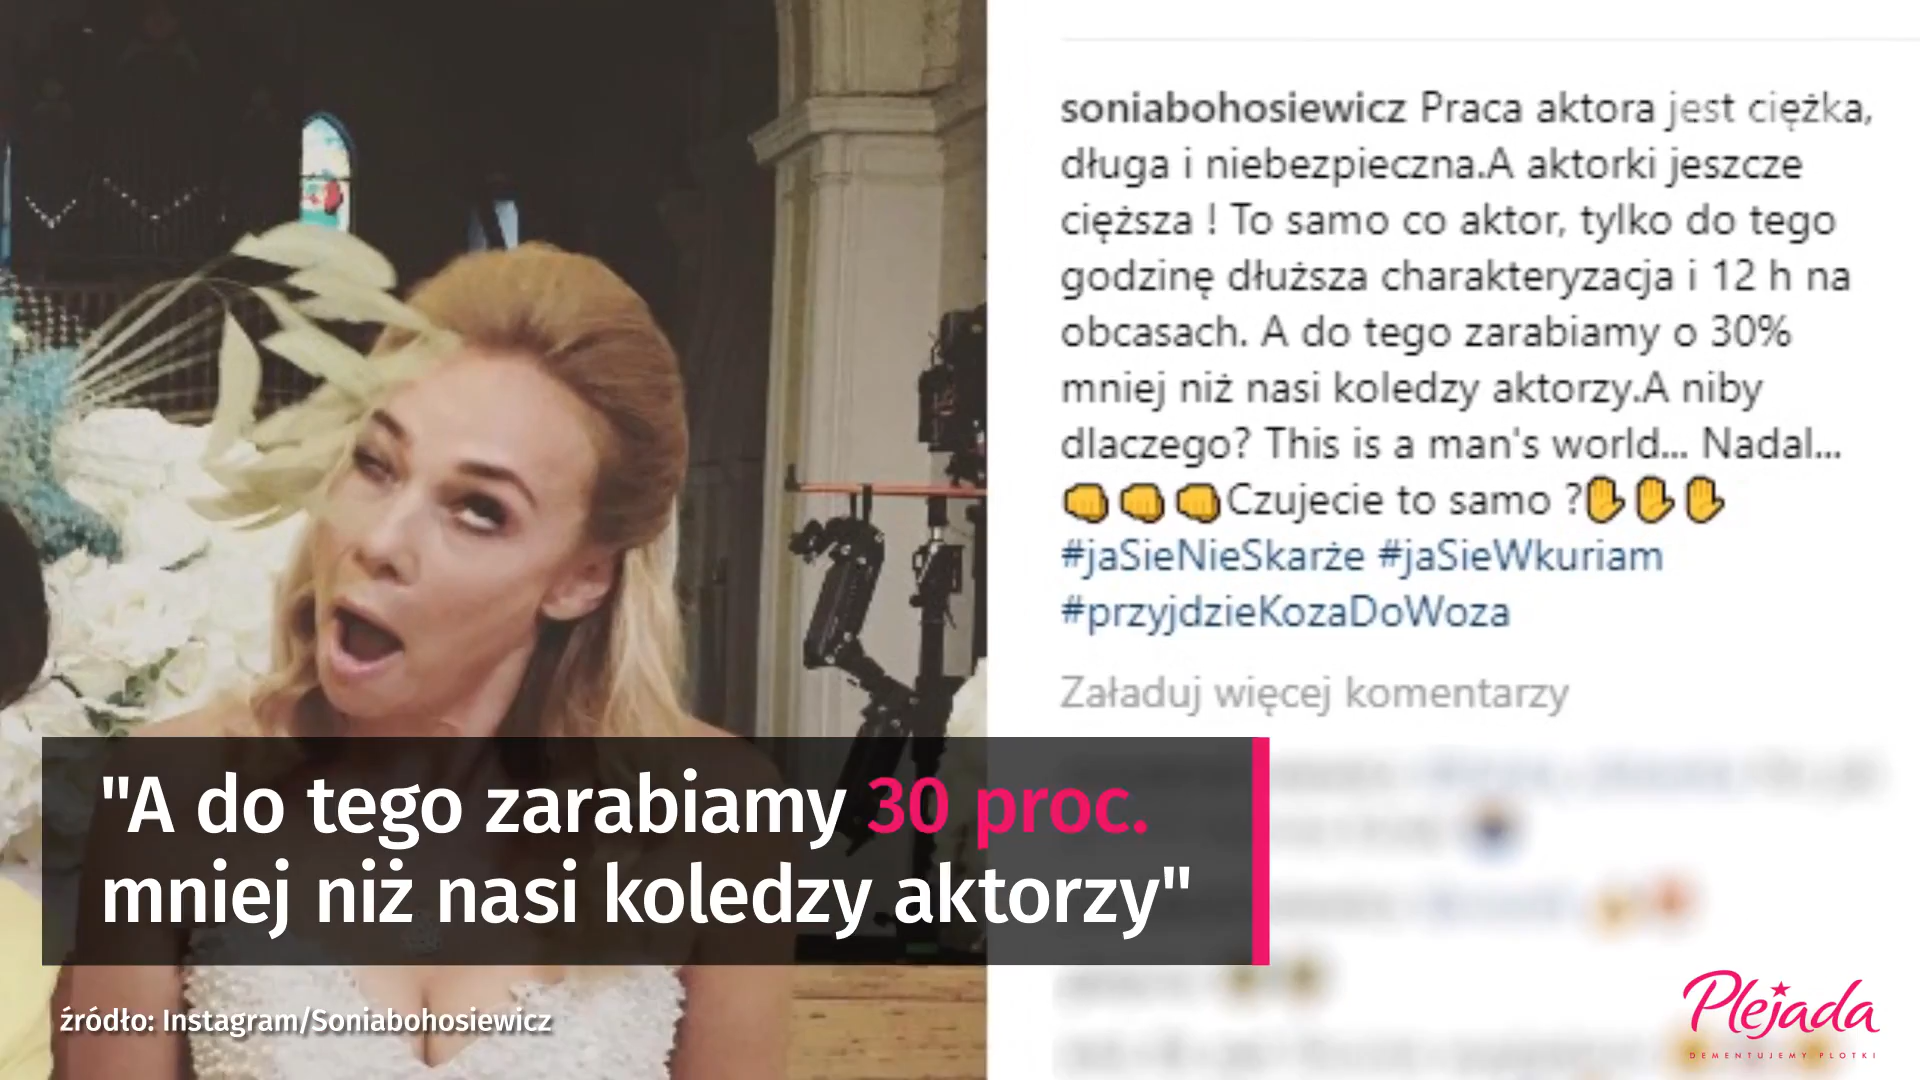 soniabohosiewicz Praca aktora jest ciężka,
długa i niebezpieczna.A aktorki jeszcze
cięższa ! To samo co aktor, tylko do tego
godzinę dłuższa charakteryzacja i 12 h na
obcasach. A do tego zarabiamy o 30%
mniej niż nasi koledzy aktorzy.A niby
dlaczego? This is a man's world... Nadal...
👊👊👊Czujecie to samo ?✋✋✋
#jaSieNieSkarże #jaSieWkuriam
#przyjdzieKozaDoWoza
Załaduj więcej komentarzy
"A do tego zarabiamy 30 proc.
mniej niż nasi koledzy aktorzy"
źródło: Instagram/Soniabohosiewicz
Plejada
DEMENTUJEMY PLOTKI